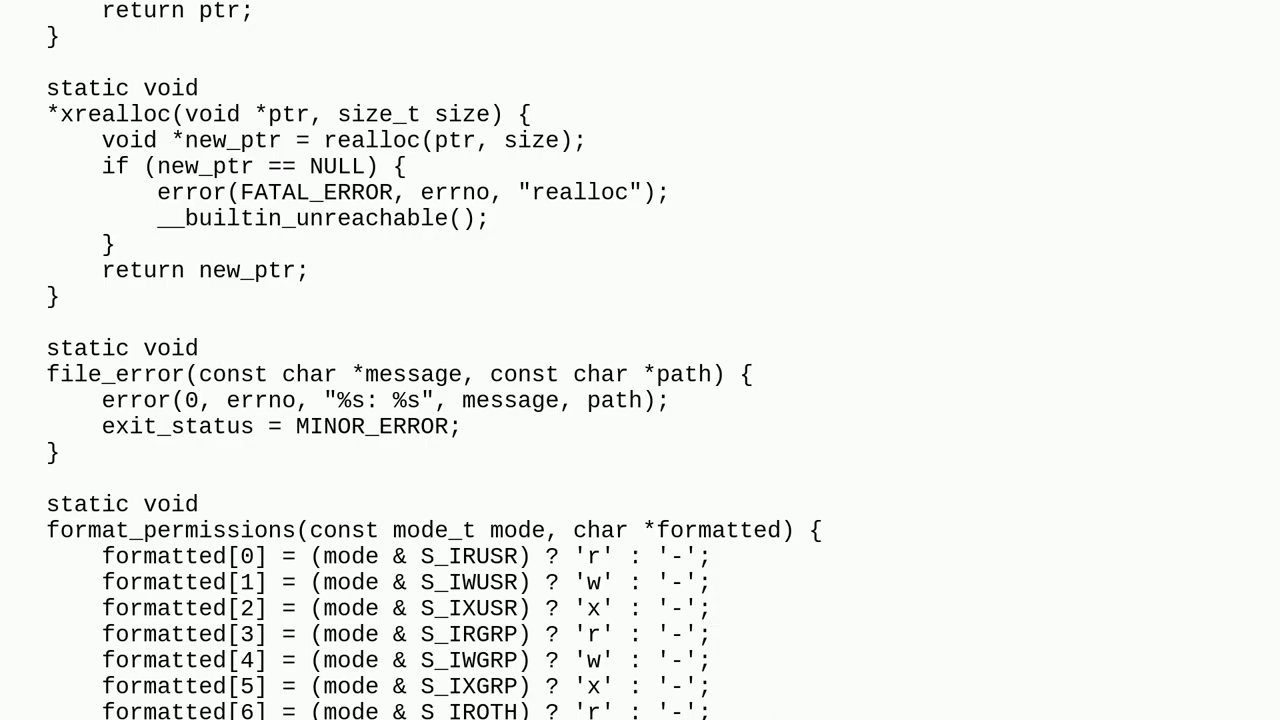 return ptr;
}

static void
*xrealloc(void *ptr, size_t size) {
    void *new_ptr = realloc(ptr, size);
    if (new_ptr == NULL) {
        error(FATAL_ERROR, errno, "realloc");
        __builtin_unreachable();
    }
    return new_ptr;
}

static void
file_error(const char *message, const char *path) {
    error(0, errno, "%s: %s", message, path);
    exit_status = MINOR_ERROR;
}

static void
format_permissions(const mode_t mode, char *formatted) {
    formatted[0] = (mode & S_IRUSR) ? 'r' : '-';
    formatted[1] = (mode & S_IWUSR) ? 'w' : '-';
    formatted[2] = (mode & S_IXUSR) ? 'x' : '-';
    formatted[3] = (mode & S_IRGRP) ? 'r' : '-';
    formatted[4] = (mode & S_IWGRP) ? 'w' : '-';
    formatted[5] = (mode & S_IXGRP) ? 'x' : '-';
    formatted[6] = (mode & S_IROTH) ? 'r' : '-';